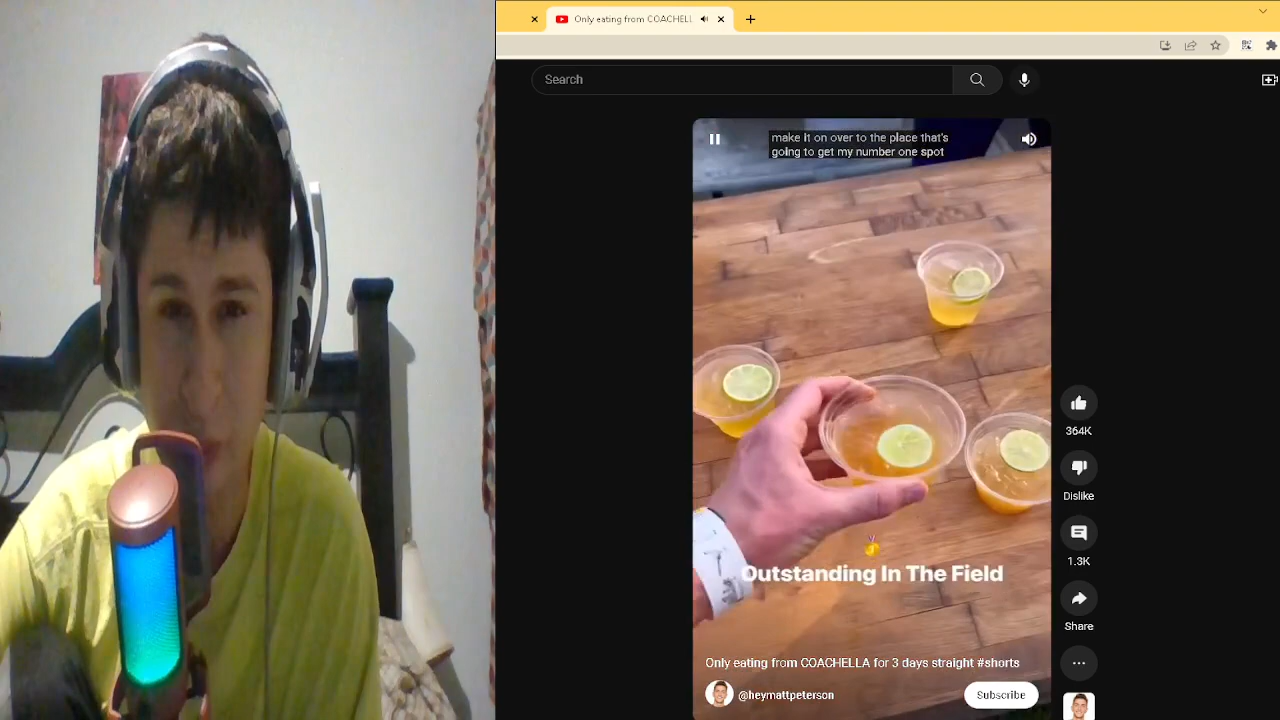 Only eating from COACHELL
Search
make it on over to the place that's
going to get my number one spot
364K
Dislike
1.3K
Share
Outstanding In The Field
Only eating from COACHELLA for 3 days straight #shorts
@heymattpeterson
Subscribe